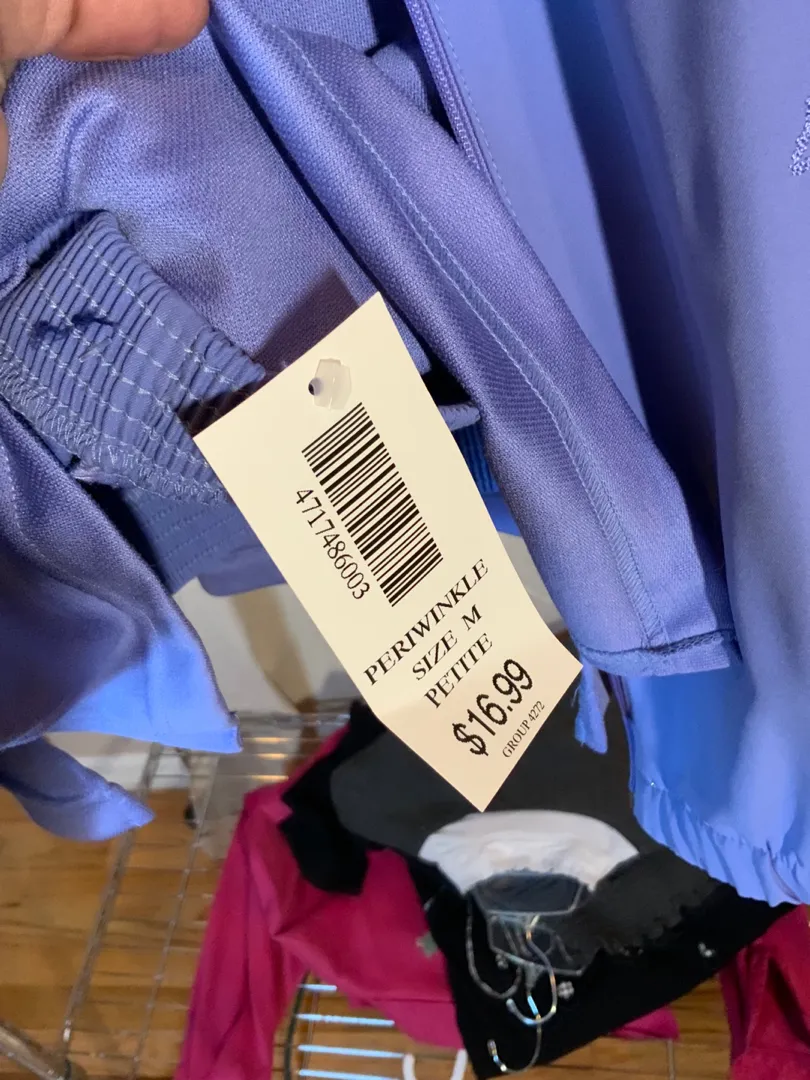 4717486003
PERIWINKLE
SIZE M
PETITE
$16.99
GROUP 4272